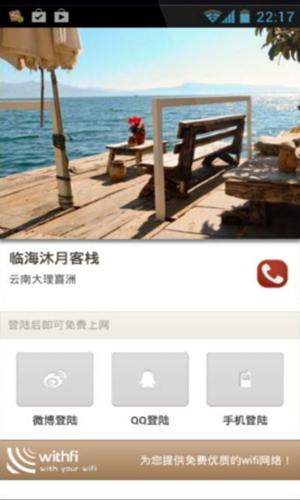 22:17
临海沐月客栈
云南大理喜洲
登陆后即可免费上网
微博登陆
QQ登陆
手机登陆
withfi
with your wifi
为您提供免费优质的wifi网络！